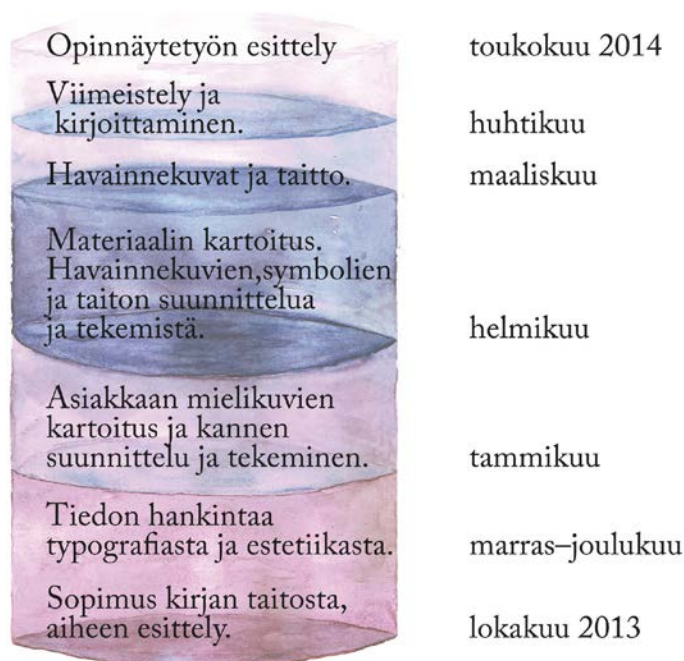 Opinnäytetyön esittely
toukokuu 2014
Viimeistely ja
kirjoittaminen.
huhtikuu
Havainnekuvat ja taitto.
maaliskuu
Materiaalin kartoitus.
Havainnekuvien,symbolien
ja taiton suunnittelua
ja tekemistä.
helmikuu
Asiakkaan mielikuvien
kartoitus ja kannen
suunnittelu ja tekeminen.
tammikuu
Tiedon hankintaa
typografiasta ja estetiikasta.
marras–joulukuu
Sopimus kirjan taitosta,
aiheen esittely.
lokakuu 2013